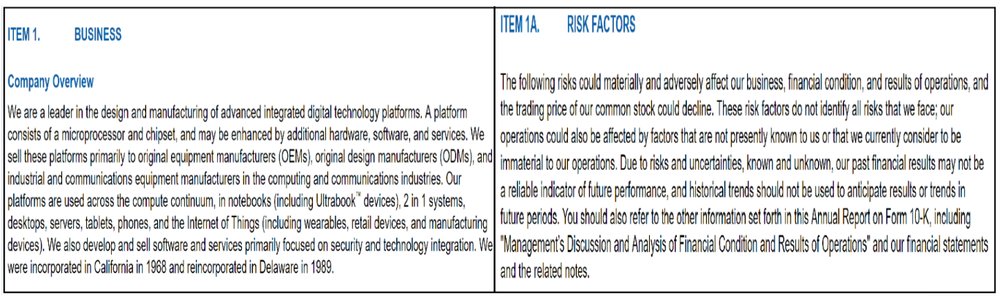 ITEM 1. BUSINESS
Company Overview
We are a leader in the design and manufacturing of advanced integrated digital technology platforms. A platform
consists of a microprocessor and chipset, and may be enhanced by additional hardware, software, and services. We
sell these platforms primarily to original equipment manufacturers (OEMs), original design manufacturers (ODMs), and
industrial and communications equipment manufacturers in the computing and communications industries. Our
platforms are used across the compute continuum, in notebooks (including Ultrabook™ devices), 2 in 1 systems,
desktops, servers, tablets, phones, and the Internet of Things (including wearables, retail devices, and manufacturing
devices). We also develop and sell software and services primarily focused on security and technology integration. We
were incorporated in California in 1968 and reincorporated in Delaware in 1989.
ITEM 1A. RISK FACTORS
The following risks could materially and adversely affect our business, financial condition, and results of operations, and
the trading price of our common stock could decline. These risk factors do not identify all risks that we face; our
operations could also be affected by factors that are not presently known to us or that we currently consider to be
immaterial to our operations. Due to risks and uncertainties, known and unknown, our past financial results may not be
a reliable indicator of future performance, and historical trends should not be used to anticipate results or trends in
future periods. You should also refer to the other information set forth in this Annual Report on Form 10-K, including
"Management's Discussion and Analysis of Financial Condition and Results of Operations" and our financial statements
and the related notes.